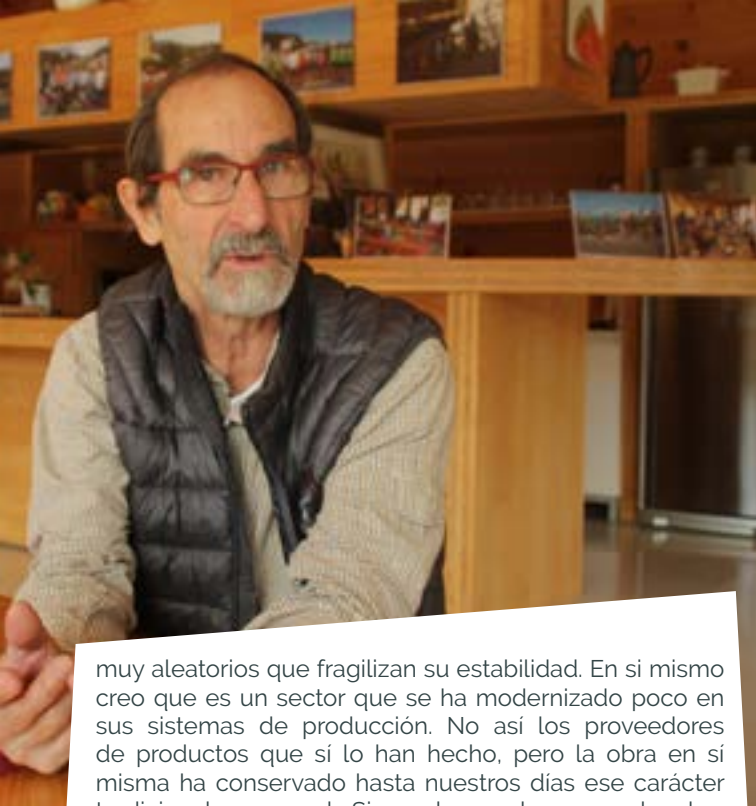 muy aleatorios que fragilizan su estabilidad. En si mismo
creo que es un sector que se ha modernizado poco en
sus sistemas de producción. No así los proveedores
de productos que sí lo han hecho, pero la obra en sí
misma ha conservado hasta nuestros días ese carácter